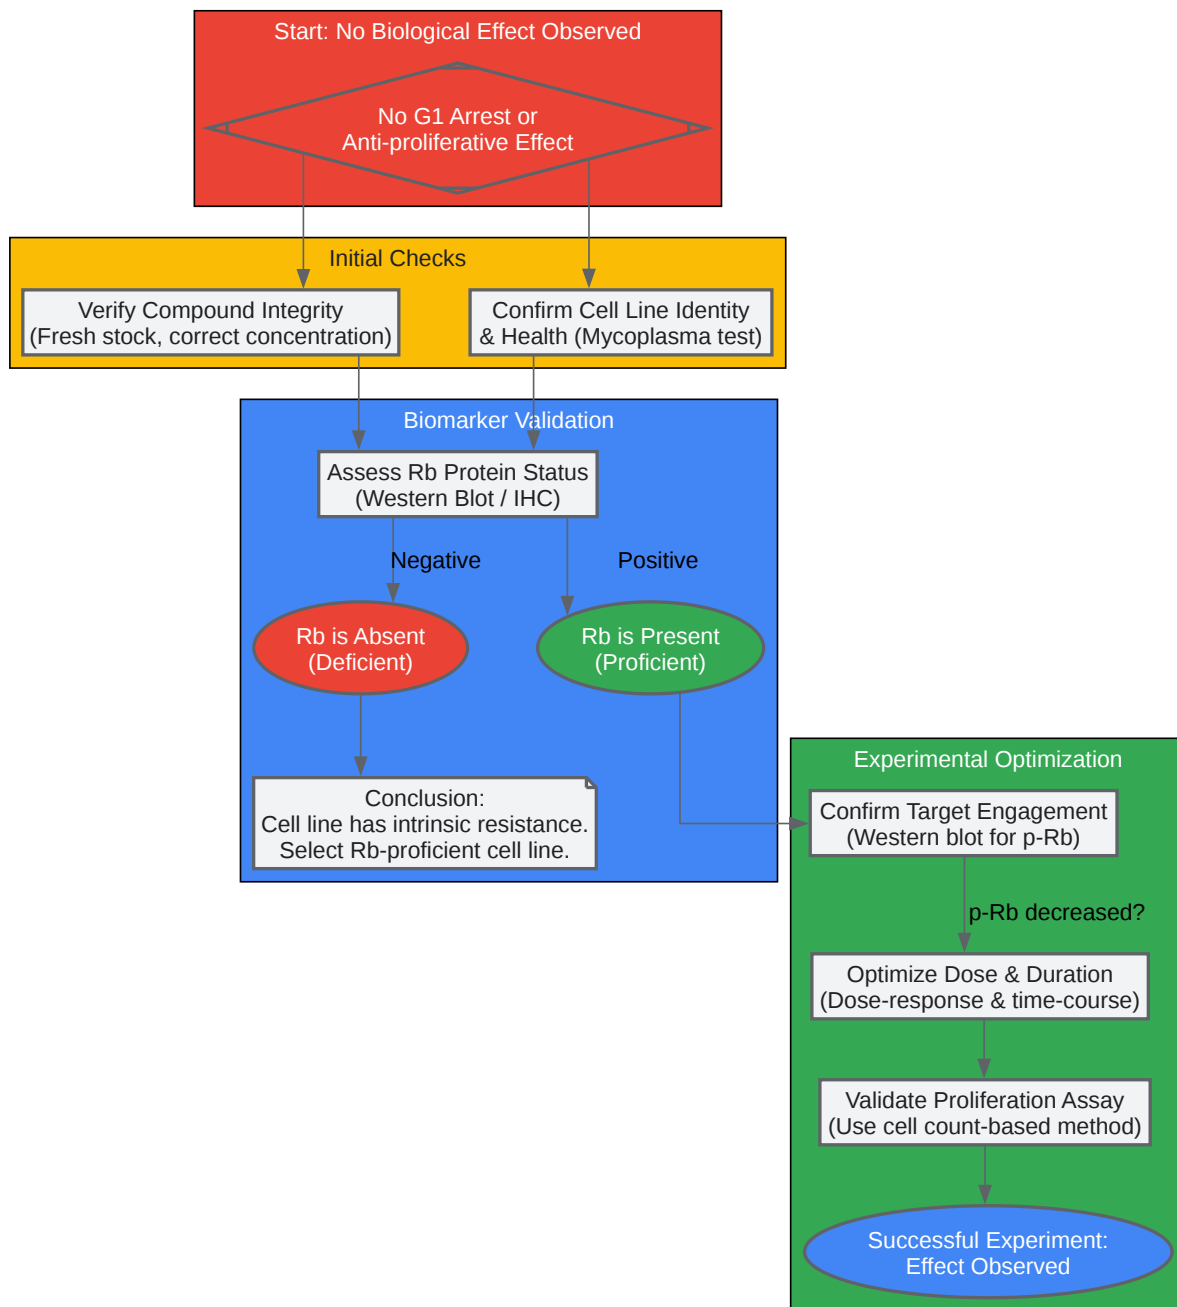 Start: No Biological Effect Observed
No G1 Arrest or
Anti-proliferative Effect
Initial Checks
Verify Compound Integrity
(Fresh stock, correct concentration)
Confirm Cell Line Identity
& Health (Mycoplasma test)
Biomarker Validation
Assess Rb Protein Status
(Western Blot / IHC)
Negative
Positive
Rb is Absent
(Deficient)
Rb is Present
(Proficient)
Conclusion:
Cell line has intrinsic resistance.
Select Rb-proficient cell line.
Experimental Optimization
Confirm Target Engagement
(Western blot for p-Rb)
p-Rb decreased?
Optimize Dose & Duration
(Dose-response & time-course)
Validate Proliferation Assay
(Use cell count-based method)
Successful Experiment:
Effect Observed